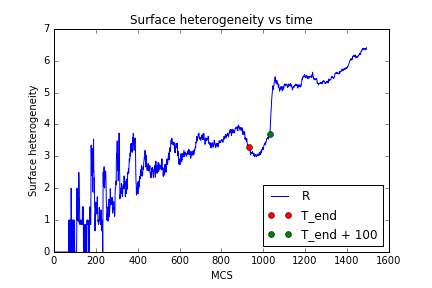 Surface heterogeneity vs time
7
6
5
4
3
2
1
0
Surface heterogeneity
0 200 400 600 800 1000 1200 1400 1600
MCS
R
T_end
T_end + 100